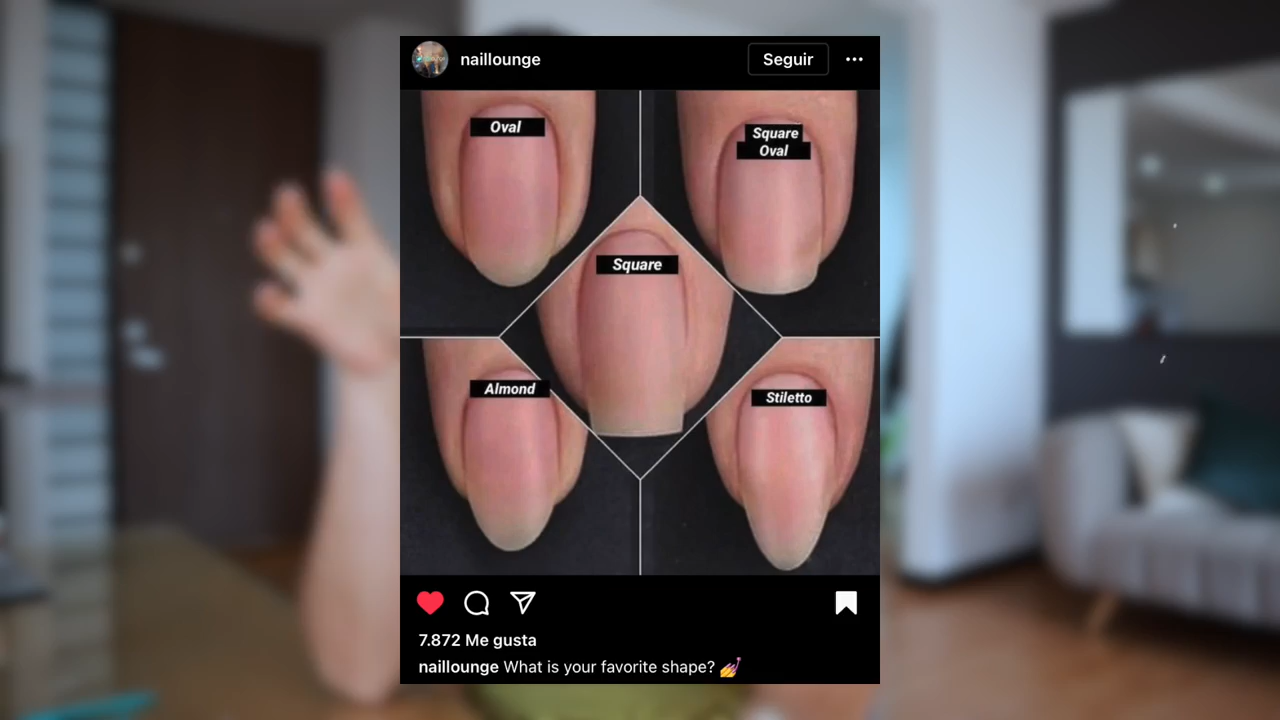 naillounge
Seguir
Oval
Square
Oval
Square
Almond
Stiletto
7.872 Me gusta
naillounge What is your favorite shape? 💅